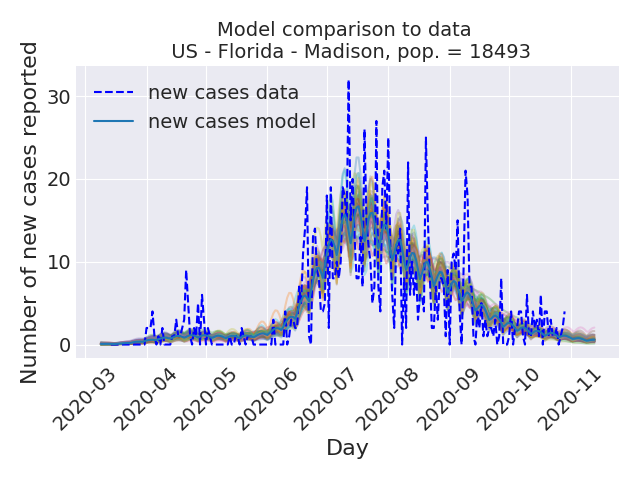 Model comparison to data
US - Florida - Madison, pop. = 18493
Number of new cases reported
30
20
10
0
new cases data
new cases model
2020-03
2020-04
2020-05
2020-06
2020-07
2020-08
2020-09
2020-10
2020-11
Day